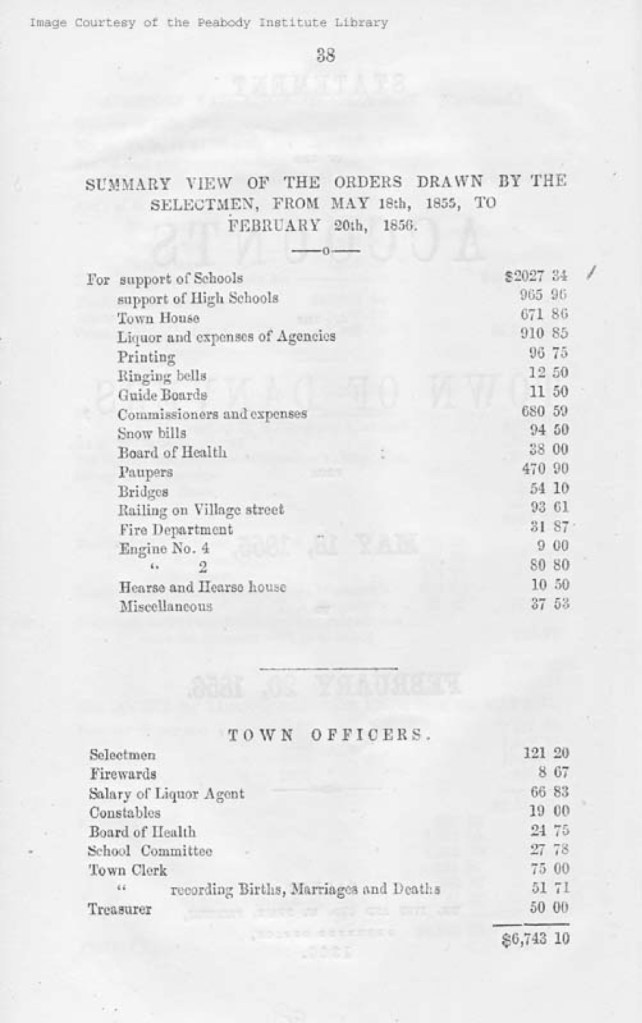 Image Courtesy of the Peabody Institute Library
38
SUMMARY VIEW OF THE ORDERS DRAWN BY THE
SELECTMEN, FROM MAY 18th, 1855, TO
FEBRUARY 20th, 1856.
For support of Schools $2027 34
support of High Schools 965 96
Town House 671 86
Liquor and expenses of Agencies 910 85
Printing 96 75
Ringing bells 12 50
Guide Boards 11 50
Commissioners and expenses 680 59
Snow bills 94 50
Board of Health 38 00
Paupers 470 90
Bridges 54 10
Railing on Village street 93 61
Fire Department 31 87
Engine No. 4 9 00
" 2 80 80
Hearse and Hearse house 10 50
Miscellaneous 37 53
TOWN OFFICERS.
Selectmen 121 20
Firewards 8 67
Salary of Liquor Agent 66 83
Constables 19 00
Board of Health 24 75
School Committee 27 78
Town Clerk 75 00
" recording Births, Marriages and Deaths 51 71
Treasurer 50 00
$6,743 10